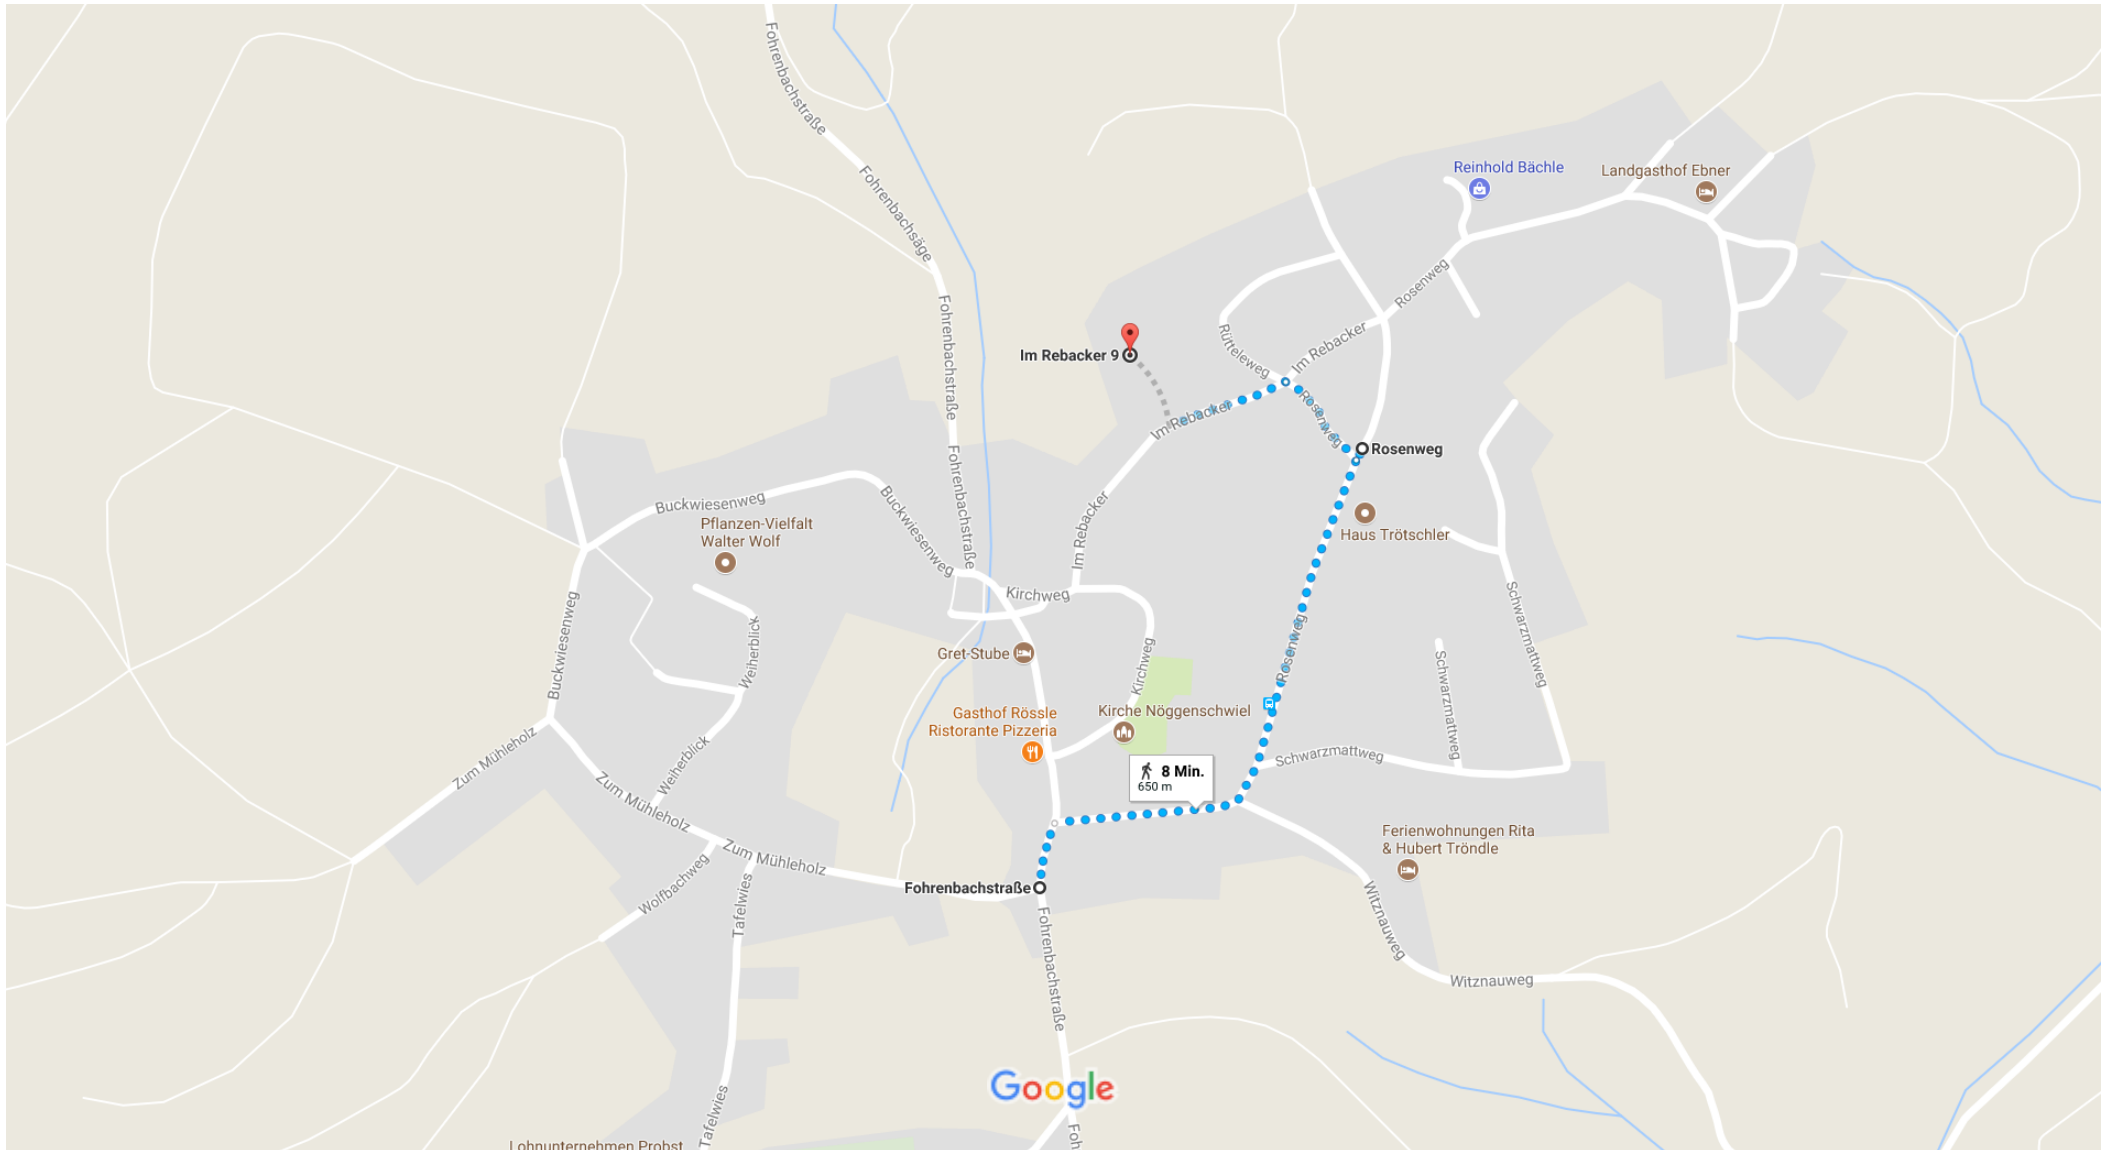 Fohrenbachstraße
Reinhold Bächle
Landgasthof Ebner
Fohrenbachsäge
Rosenweg
Fohrenbachstraße
Rütteleweg
Im Rebacker
Im Rebacker 9
Rosenweg
Im Rebacker
Rosenweg
Fohrenbachstraße
Buckwiesenweg
Buckwiesenweg
Pflanzen-Vielfalt
Walter Wolf
Im Rebacker
Haus Trötschler
Kirchweg
Schwarzmattweg
Buckwiesenweg
Weiherblick
Gret-Stube
Kirchweg
Rosenweg
Schwarzmattweg
Gasthof Rössle
Ristorante Pizzeria
Kirche Nöggenschwiel
Zum Mühleholz
Weiherblick
Schwarzmattweg
8 Min.
650 m
Zum Mühleholz
Zum Mühleholz
Ferienwohnungen Rita
& Hubert Tröndle
Wolfbachweg
Tafelwies
Fohrenbachstraße
Witznauweg
Fohrenbachstraße
Witznauweg
Google
Tafelwies
Foh
Lohnunternehmen Probst